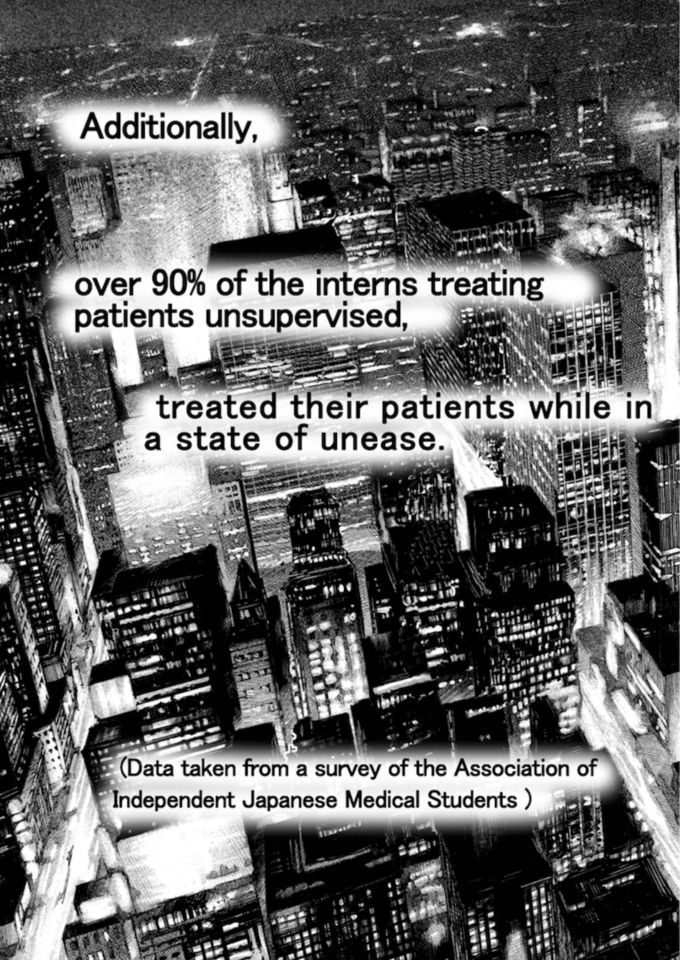 Additionally,
over 90% of the interns treating
patients unsupervised,
treated their patients while in
a state of unease.
(Data taken from a survey of the Association of
Independent Japanese Medical Students )